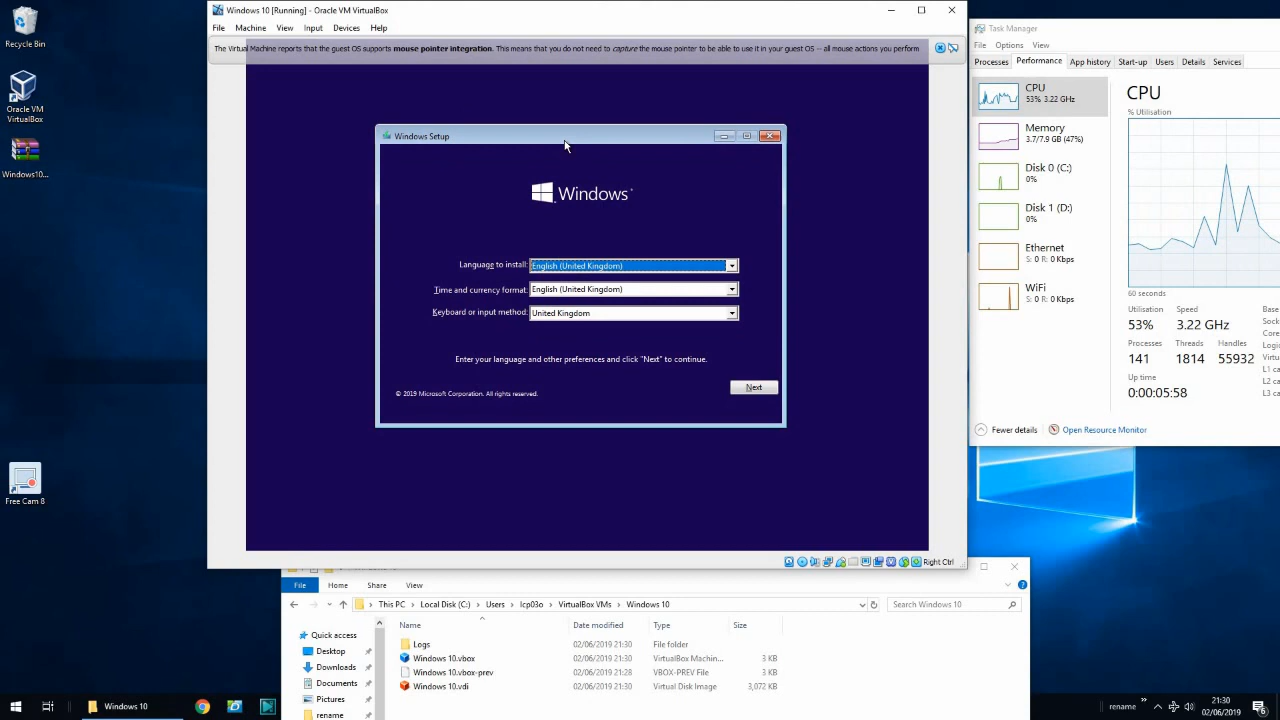 Recycle Bin
Oracle VM
VirtualBox
Windows10...
Free Cam 8
Windows 10 [Running] - Oracle VM VirtualBox
File Machine View Input Devices Help
The Virtual Machine reports that the guest OS supports mouse pointer integration. This means that you do not need to capture the mouse pointer to be able to use it in your guest OS -- all mouse actions you perform
Windows Setup
Windows
Language to install: English (United Kingdom)
Time and currency format: English (United Kingdom)
Keyboard or input method: United Kingdom
Enter your language and other preferences and click "Next" to continue.
Next
© 2019 Microsoft Corporation. All rights reserved.
Right Ctrl
Task Manager
File Options View
Processes Performance App history Start-up Users Details Services
CPU
53% 3.22 GHz
Memory
3.7/7.9 GB (47%)
Disk 0 (C:)
0%
Disk 1 (D:)
0%
Ethernet
S: 0 R: 0 Kbps
WiFi
S: 0 R: 0 Kbps
CPU
% Utilisation
60 seconds
Utilisation Speed
53% 3.22 GHz
Processes Threads Handles
141 1814 55932
Up time
0:00:05:58
Base
Sock
Core
Logi
Virtu
L1 ca
L2 ca
L3 ca
Fewer details Open Resource Monitor
File Home Share View
This PC > Local Disk (C:) > Users > lcp03o > VirtualBox VMs > Windows 10
Search Windows 10
Name Date modified Type Size
Quick access
Desktop
Downloads
Documents
Pictures
rename
Logs 02/06/2019 21:30 File folder
Windows 10.vbox 02/06/2019 21:30 VirtualBox Machin... 3 KB
Windows 10.vbox-prev 02/06/2019 21:28 VBOX-PREV File 3 KB
Windows 10.vdi 02/06/2019 21:30 Virtual Disk Image 3,072 KB
Windows 10
rename
21:30
02/06/2019
6